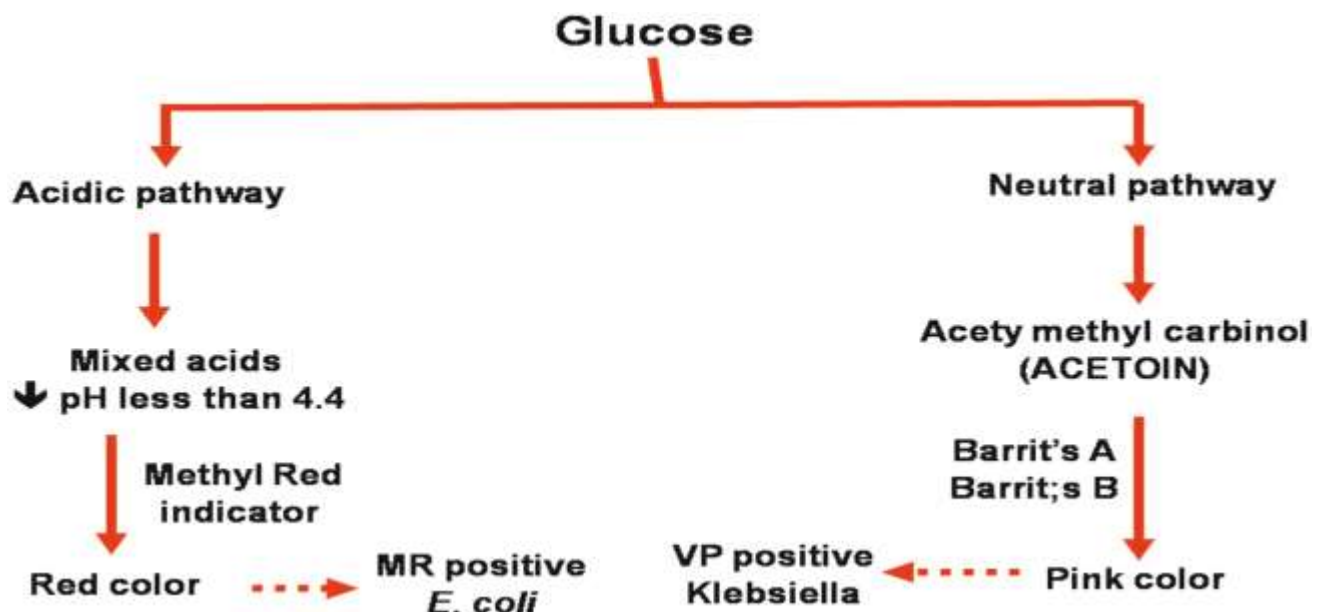 Glucose
Acidic pathway
Neutral pathway
Mixed acids
pH less than 4.4
Acety methyl carbinol
(ACETOIN)
Methyl Red
indicator
Barrit's A
Barrit;s B
Red color
MR positive
E. coli
VP positive
Klebsiella
Pink color